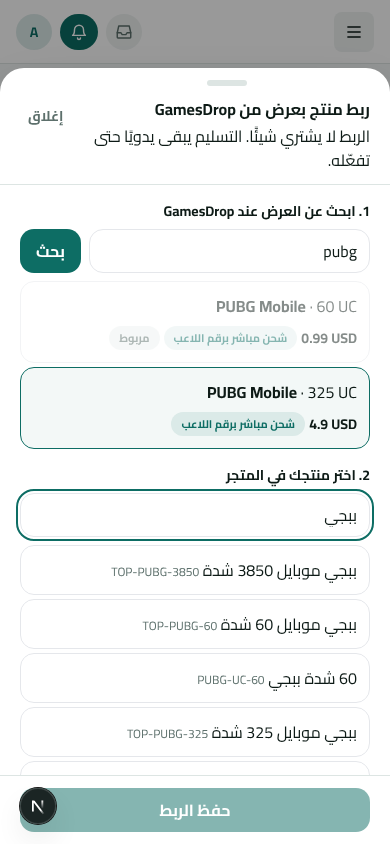 A
ربط منتج بعرض من GamesDrop
إغلاق
الربط لا يشتري شيئًا. التسليم يبقى يدويًا حتى
تفعّله.
1. ابحث عن العرض عند GamesDrop
pubg
بحث
PUBG Mobile · 60 UC
0.99 USD شحن مباشر برقم اللاعب مربوط
PUBG Mobile · 325 UC
4.9 USD شحن مباشر برقم اللاعب
2. اختر منتجك في المتجر
ببجي
ببجي موبايل 3850 شدة TOP-PUBG-3850
ببجي موبايل 60 شدة TOP-PUBG-60
60 شدة ببجي PUBG-UC-60
ببجي موبايل 325 شدة TOP-PUBG-325
حفظ الربط
N